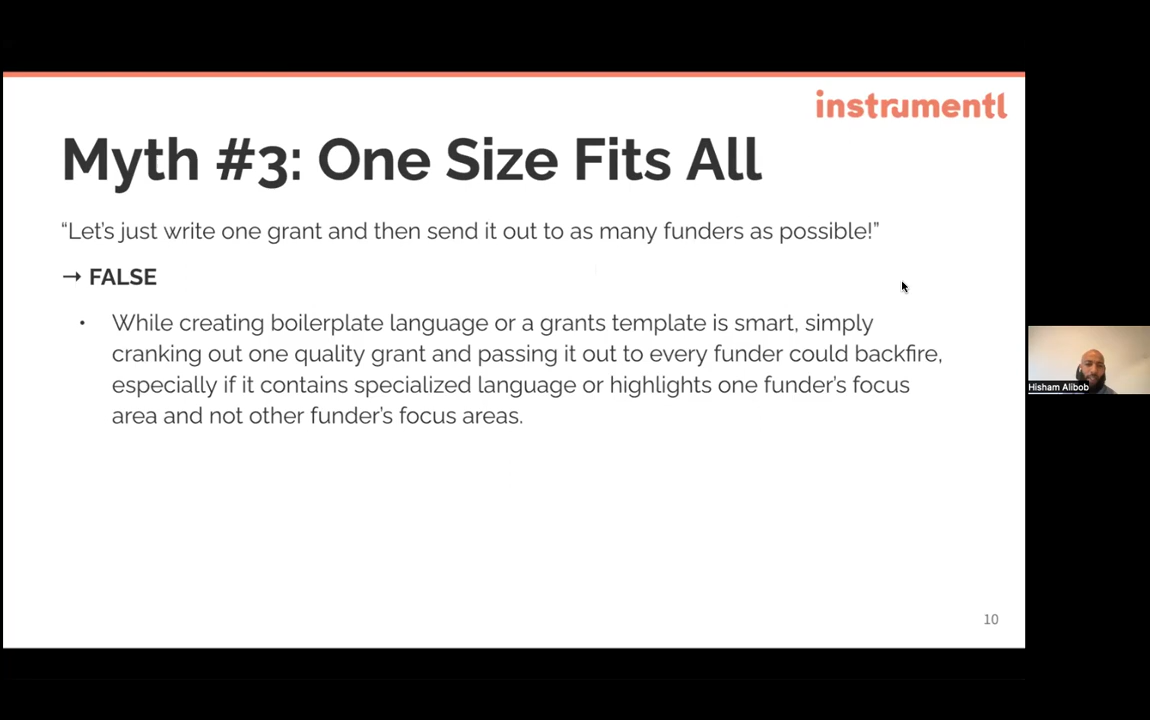 instrumentl
Myth #3: One Size Fits All
“Let’s just write one grant and then send it out to as many funders as possible!”
→ FALSE
• While creating boilerplate language or a grants template is smart, simply
cranking out one quality grant and passing it out to every funder could backfire,
especially if it contains specialized language or highlights one funder’s focus
area and not other funder’s focus areas.
Hisham Alibob
10